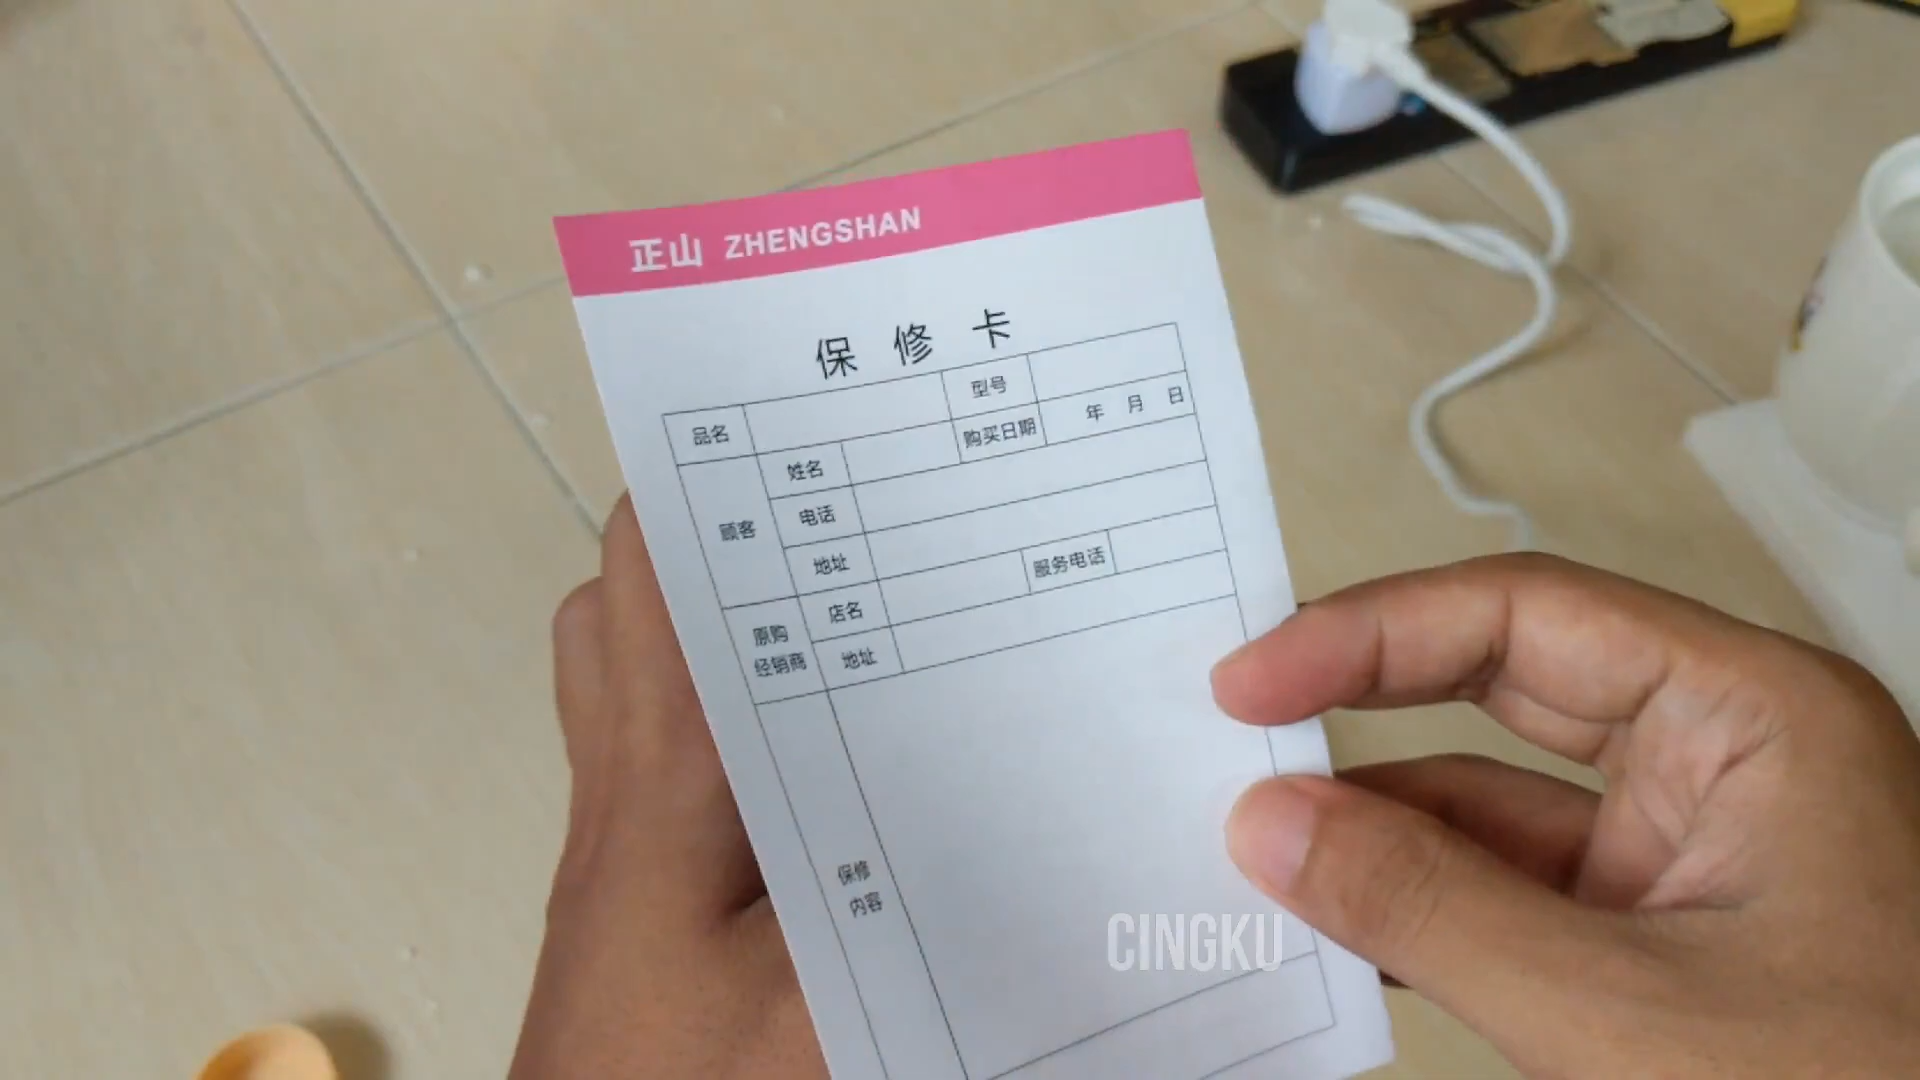 正山 ZHENGSHAN
保修卡
品名 型号
顾客 姓名 购买日期 年 月 日
电话
地址
原购
经销商 店名 服务电话
地址
保修
内容
CINGKU